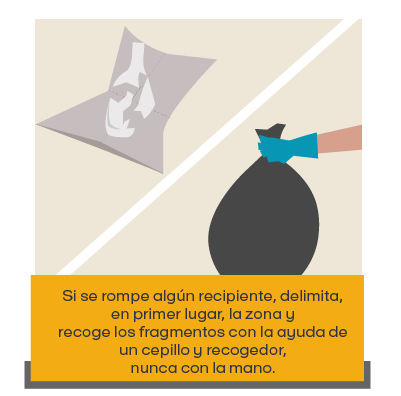 Si se rompe algún recipiente, delimita,
en primer lugar, la zona y
recoge los fragmentos con la ayuda de
un cepillo y recogedor,
nunca con la mano.